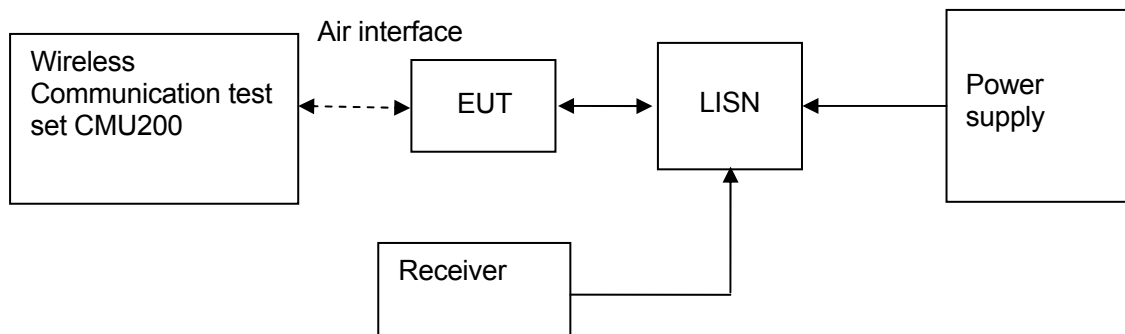 Air interface
Wireless
Communication test
set CMU200
EUT
LISN
Power
supply
Receiver